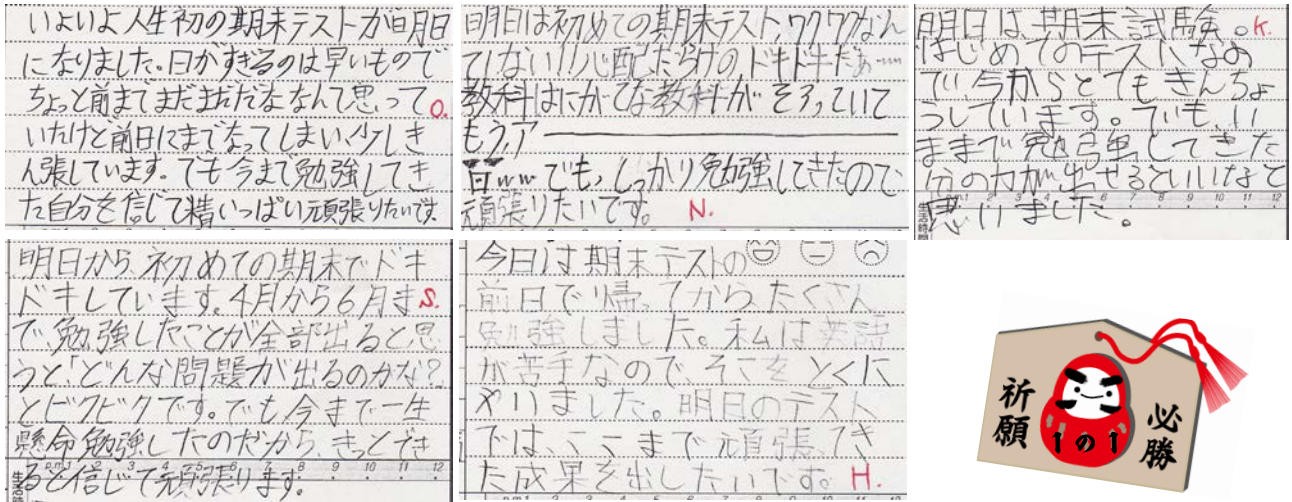 いよいよ人生初の期末テストが明日
になりました。日がすぎるのは早いもので
ちょっと前までまだまだだななんて思って
いたけど前日にまでなってしまい、少しき
ん張しています。でも今まで勉強してき
た自分を信じて精いっぱい頑張りたいです
O.
明日は初めての期末テスト、ワクワクなん
てしない!!心配だらけのドキドキだぁ……
教科はにがてな教科がそろっていて
もう、ア────────
百ww でも、しっかり勉強してきたので
頑張りたいです。 N.
明日は期末試験。K.
はじめてのテストなの
で今からとてもきんちょ
うしています。でも、い
ままで勉強してきた
分の力が出せるといいなと
思いました。
明日から、初めての期末でドキ
ドキしています。4月から6月ま S.
で、勉強したことが全部出ると思
うと、「どんな問題が出るのかな?
とビクビクです。でも今まで一生
懸命勉強したのだから、きっとでき
ると信じて頑張ります。
今日は期末テストの
前日で帰ってから、たくさん
勉強しました。私は英語
が苦手なので、そこをとくに
やりました。明日のテスト
では、ここまで頑張ってき
た成果を出したいです。H.
祈願
必勝
1の1